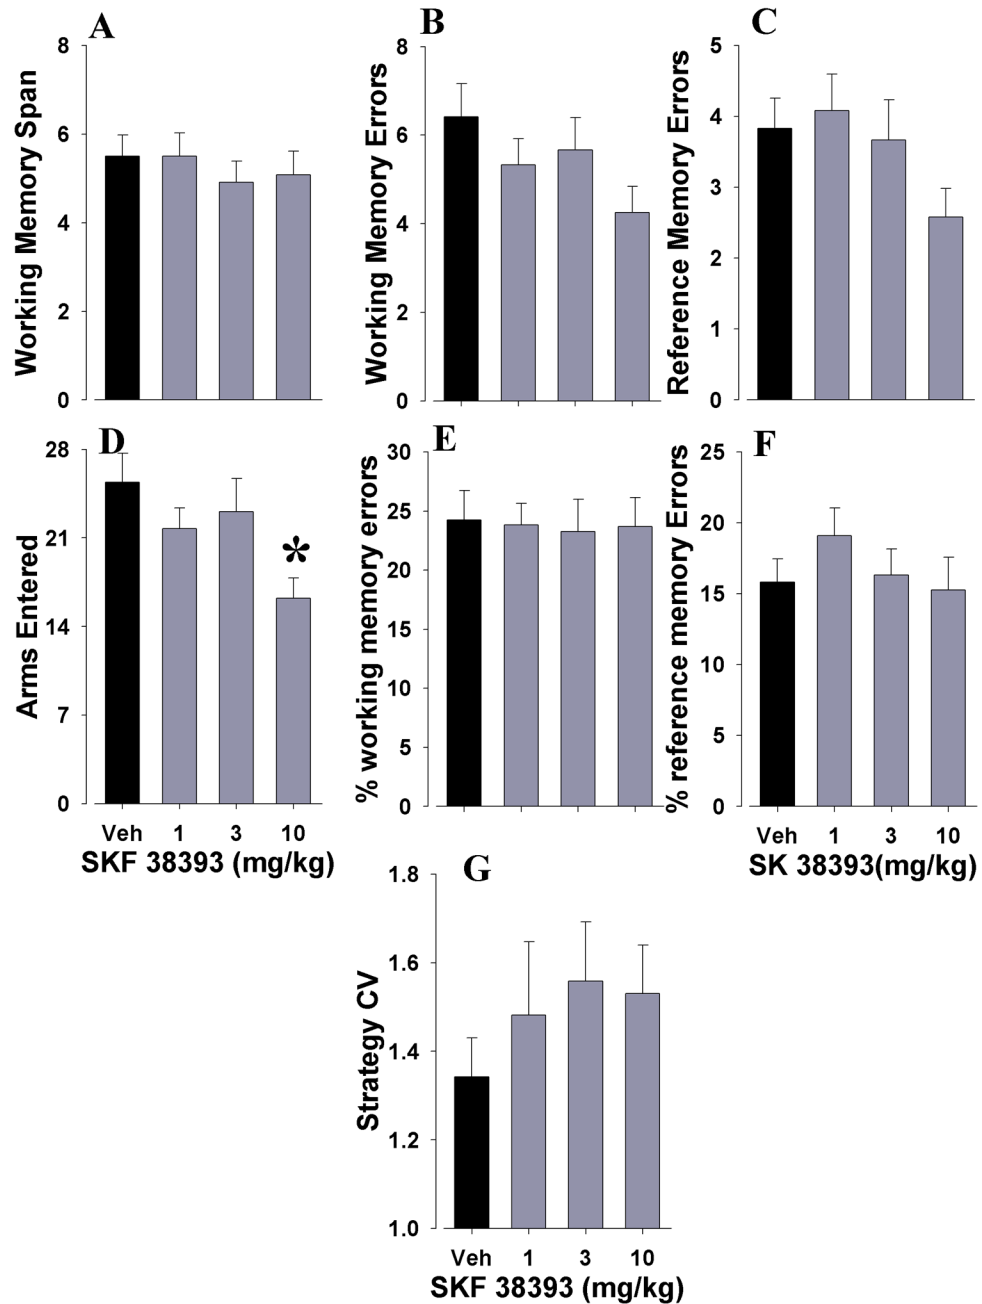 A
Working Memory Span
8
6
4
2
0
B
Working Memory Errors
8
6
4
2
0
C
Reference Memory Errors
5
4
3
2
1
0
D
Arms Entered
28
21
14
7
0
*
Veh 1 3 10
SKF 38393 (mg/kg)
E
% working memory errors
30
25
20
15
10
5
0
F
% reference memory Errors
25
20
15
10
5
0
Veh 1 3 10
SK 38393(mg/kg)
G
Strategy CV
1.8
1.6
1.4
1.2
1.0
Veh 1 3 10
SKF 38393 (mg/kg)